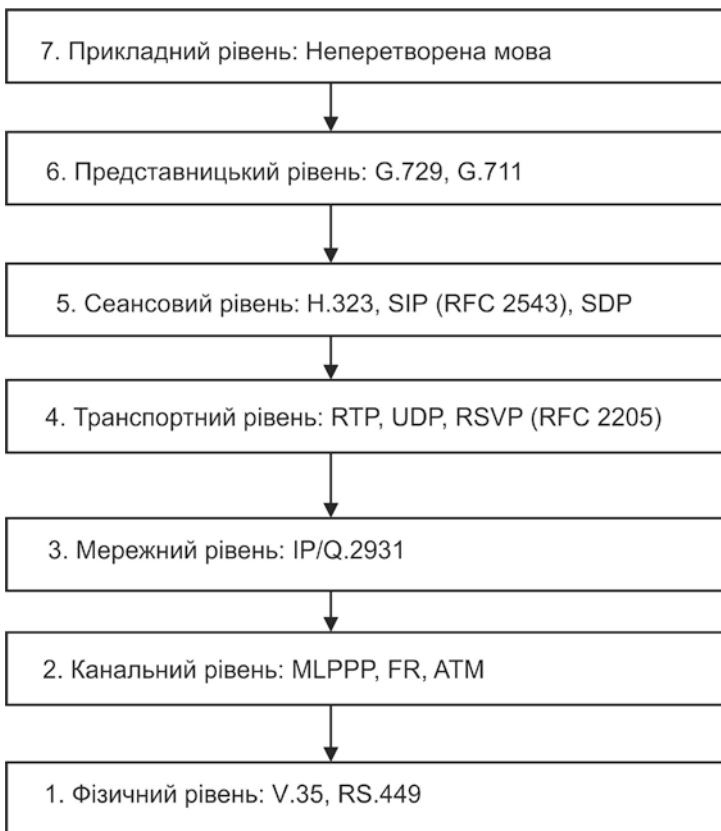 7. Прикладний рівень: Неперетворена мова
6. Представницький рівень: G.729, G.711
5. Сеансовий рівень: H.323, SIP (RFC 2543), SDP
4. Транспортний рівень: RTP, UDP, RSVP (RFC 2205)
3. Мережний рівень: IP/Q.2931
2. Канальний рівень: MLPPP, FR, ATM
1. Фізичний рівень: V.35, RS.449